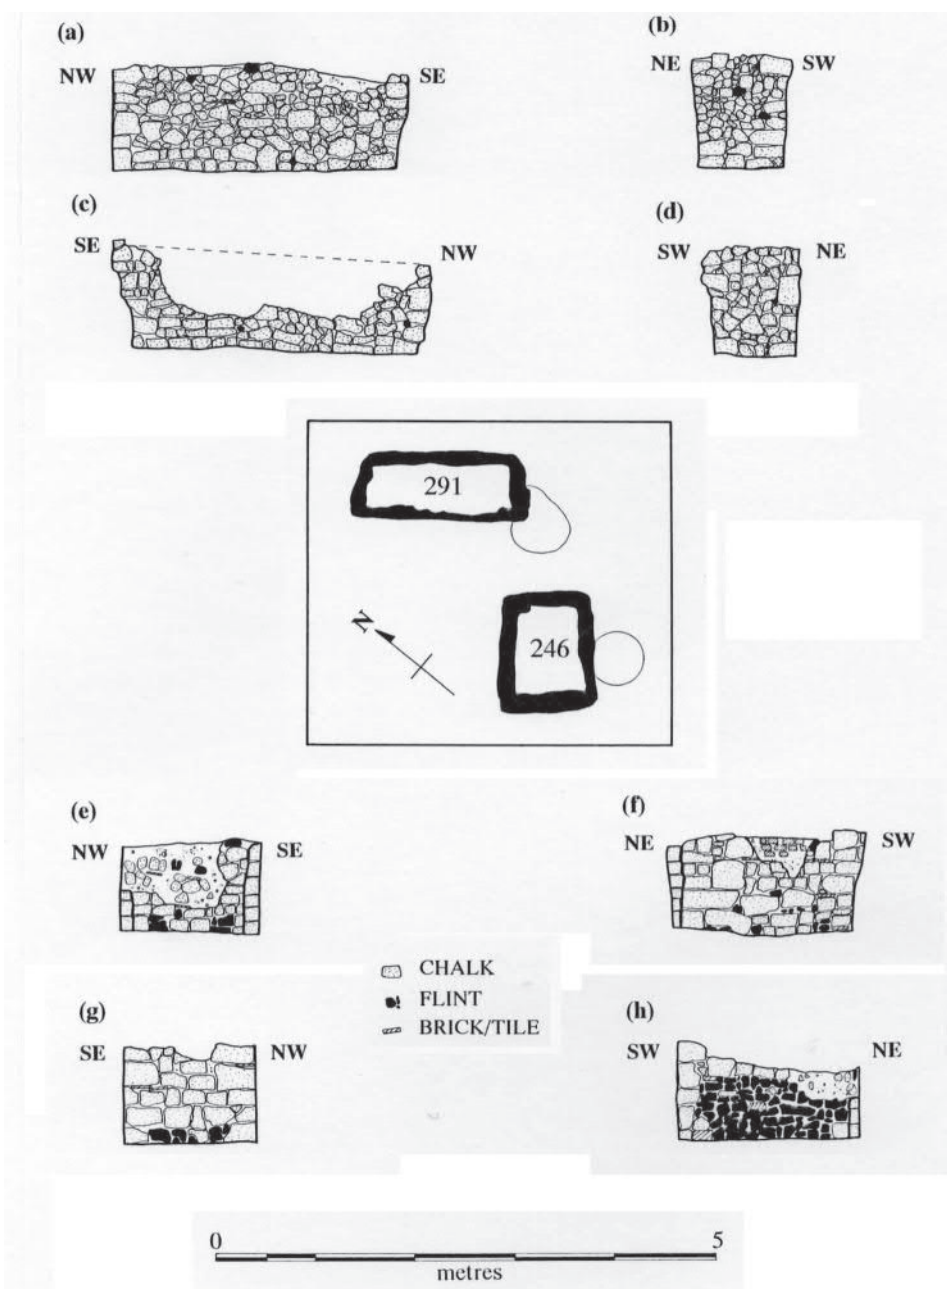 (a)
NW SE
(b)
NE SW
(c)
SE NW
(d)
SW NE
291
N
246
(e)
NW SE
(f)
NE SW
CHALK
FLINT
BRICK/TILE
(g)
SE NW
(h)
SW NE
0 5
metres